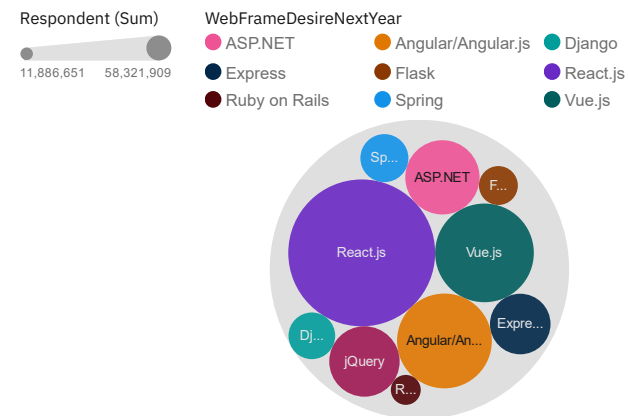 Respondent (Sum)
11,886,651 58,321,909
WebFrameDesireNextYear
ASP.NET Angular/Angular.js Django
Express Flask React.js
Ruby on Rails Spring Vue.js
Sp...
ASP.NET
F...
React.js
Vue.js
Expre...
Dj...
Angular/An...
jQuery
R...